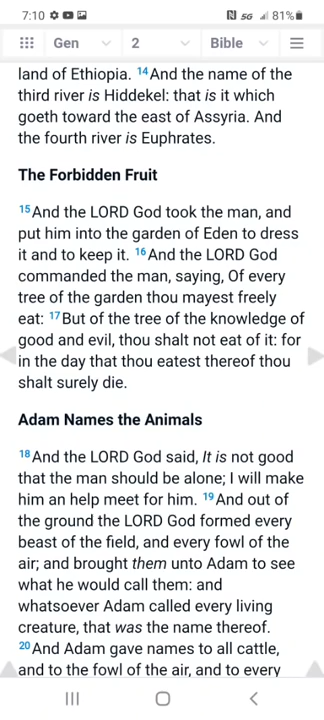 7:10 5G 81%
Gen 2 Bible
land of Ethiopia. 14 And the name of the
third river is Hiddekel: that is it which
goeth toward the east of Assyria. And
the fourth river is Euphrates.
The Forbidden Fruit
15 And the LORD God took the man, and
put him into the garden of Eden to dress
it and to keep it. 16 And the LORD God
commanded the man, saying, Of every
tree of the garden thou mayest freely
eat: 17 But of the tree of the knowledge of
good and evil, thou shalt not eat of it: for
in the day that thou eatest thereof thou
shalt surely die.
Adam Names the Animals
18 And the LORD God said, It is not good
that the man should be alone; I will make
him an help meet for him. 19 And out of
the ground the LORD God formed every
beast of the field, and every fowl of the
air; and brought them unto Adam to see
what he would call them: and
whatsoever Adam called every living
creature, that was the name thereof.
20 And Adam gave names to all cattle,
and to the fowl of the air, and to every